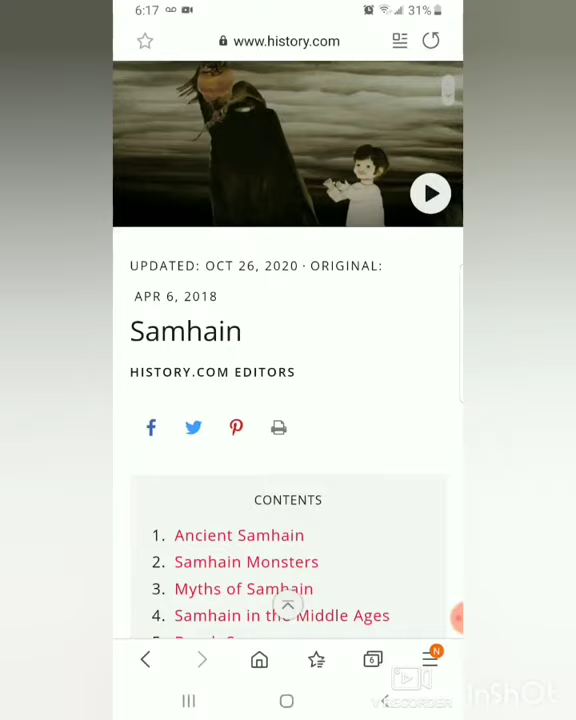 6:17 31%
www.history.com
UPDATED: OCT 26, 2020 · ORIGINAL:
APR 6, 2018
Samhain
HISTORY.COM EDITORS
CONTENTS
1. Ancient Samhain
2. Samhain Monsters
3. Myths of Samhain
4. Samhain in the Middle Ages
6
N
V RECORDER
InShOt